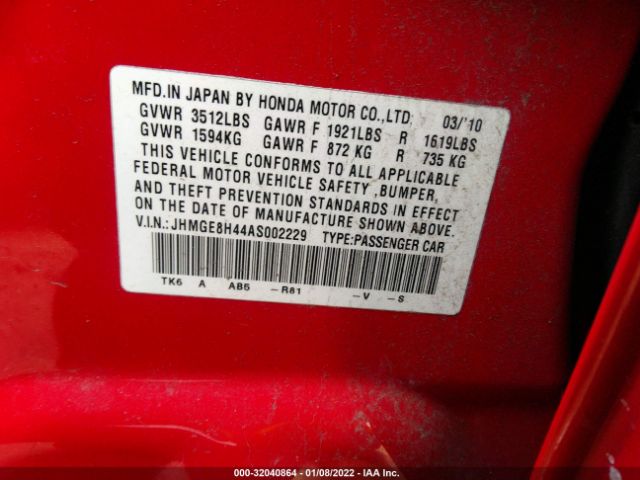 MFD.IN JAPAN BY HONDA MOTOR CO.,LTD 03/'10
GVWR 3512LBS GAWR F 1921LBS R 1619LBS
GVWR 1594KG GAWR F 872 KG R 735 KG
THIS VEHICLE CONFORMS TO ALL APPLICABLE
FEDERAL MOTOR VEHICLE SAFETY ,BUMPER,
AND THEFT PREVENTION STANDARDS IN EFFECT
ON THE DATE OF MANUFACTURE SHOWN ABOVE.
V.I.N.:JHMGE8H44AS002229 TYPE:PASSENGER CAR
TK6 A AB5 -R81 -V -S
000-32040864 - 01/08/2022 - IAA Inc.